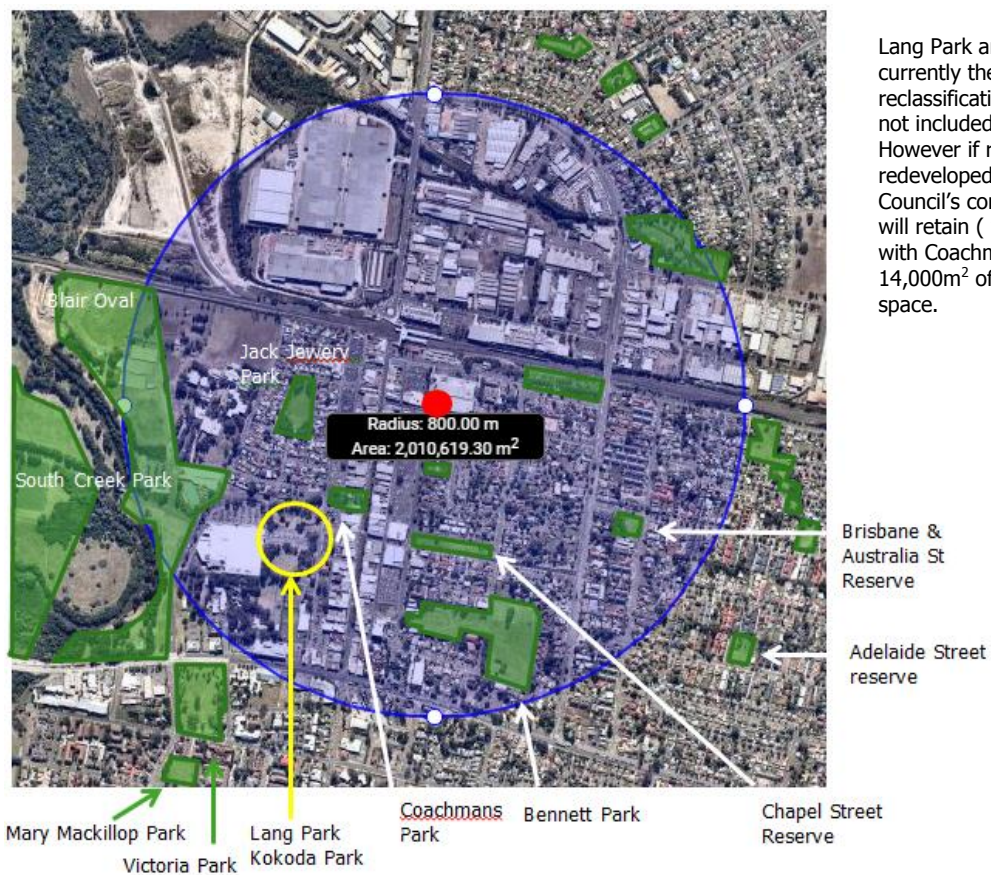 Lang Park a
currently the
reclassificati
not included
However if r
redeveloped
Council's co
will retain (
with Coachm
14,000m² of
space.
Blair Oval
Jack Jewery
Park
Radius: 800.00 m
Area: 2,010,619.30 m²
South Creek Park
Brisbane &
Australia St
Reserve
Adelaide Street
reserve
Mary Mackillop Park
Victoria Park
Lang Park
Kokoda Park
Coachmans
Park
Bennett Park
Chapel Street
Reserve